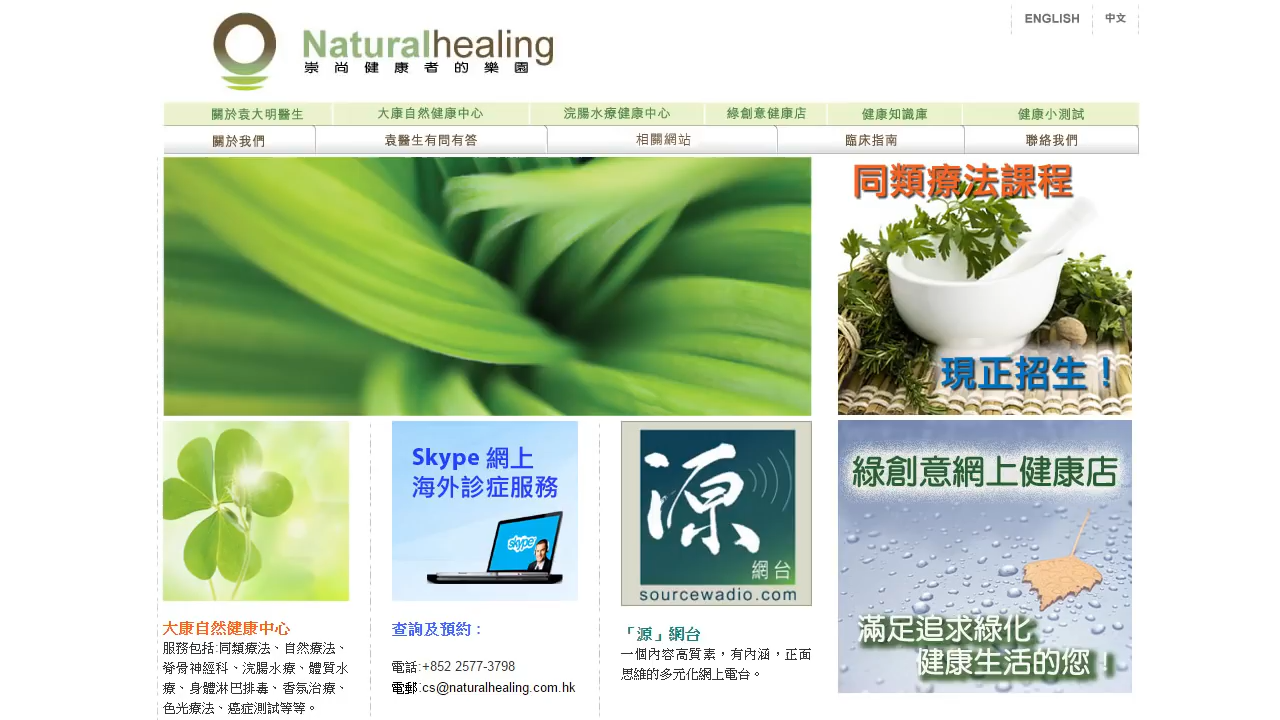 ENGLISH 中文
Naturalhealing
崇尚健康者的樂園
關於袁大明醫生 大康自然健康中心 浣腸水療健康中心 綠創意健康店 健康知識庫 健康小測試
關於我們 袁醫生有問有答 相關網站 臨床指南 聯絡我們
同類療法課程
現正招生！
Skype 網上
海外診症服務
skype
源
網台
sourcewadio.com
綠創意網上健康店
滿足追求綠化
健康生活的您！
大康自然健康中心
服務包括:同類療法、自然療法、
脊骨神經科、浣腸水療、體質水
療、身體淋巴排毒、香氛治療、
色光療法、癌症測試等等。
查詢及預約：
電話:+852 2577-3798
電郵:cs@naturalhealing.com.hk
「源」網台
一個內容高質素，有內涵，正面
思維的多元化網上電台。